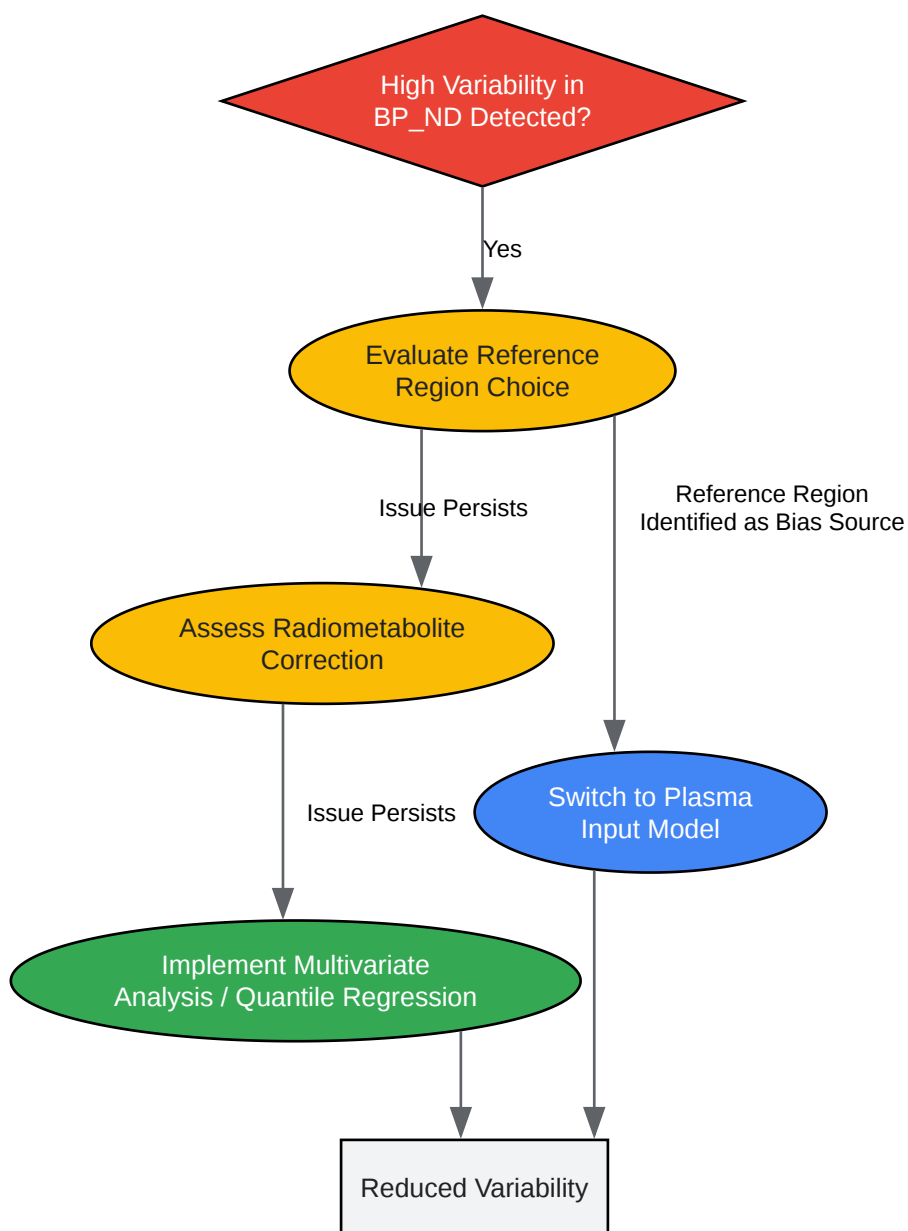 High Variability in
BP_ND Detected?
Yes
Evaluate Reference
Region Choice
Issue Persists
Reference Region
Identified as Bias Source
Assess Radiometabolite
Correction
Issue Persists
Switch to Plasma
Input Model
Implement Multivariate
Analysis / Quantile Regression
Reduced Variability